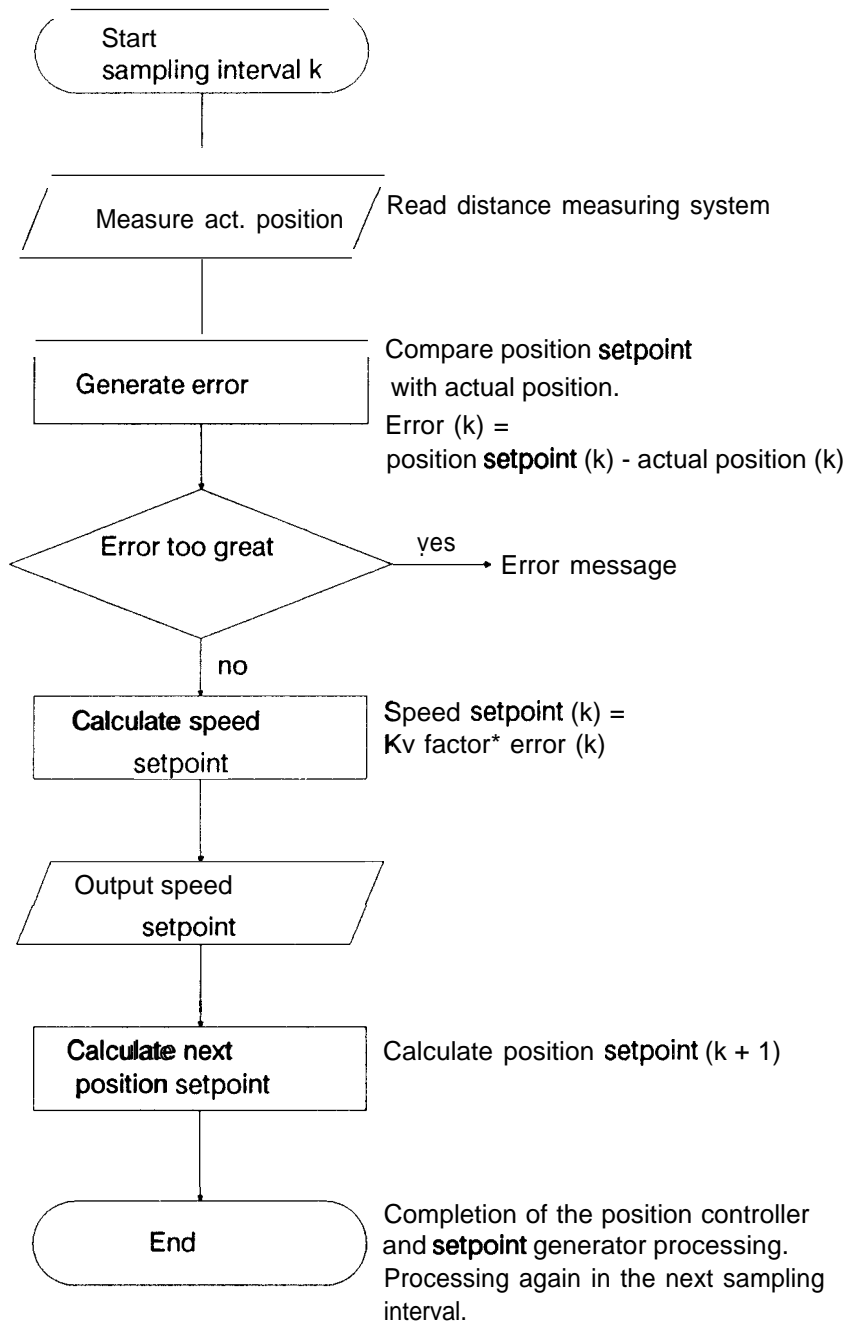 Start
sampling interval k
Measure act. position
Read distance measuring system
Generate error
Compare position setpoint
with actual position.
Error (k) =
position setpoint (k) - actual position (k)
Error too great
yes
Error message
no
Calculate speed
setpoint
Speed setpoint (k) =
Kv factor* error (k)
Output speed
setpoint
Calculate next
position setpoint
Calculate position setpoint (k + 1)
End
Completion of the position controller
and setpoint generator processing.
Processing again in the next sampling
interval.